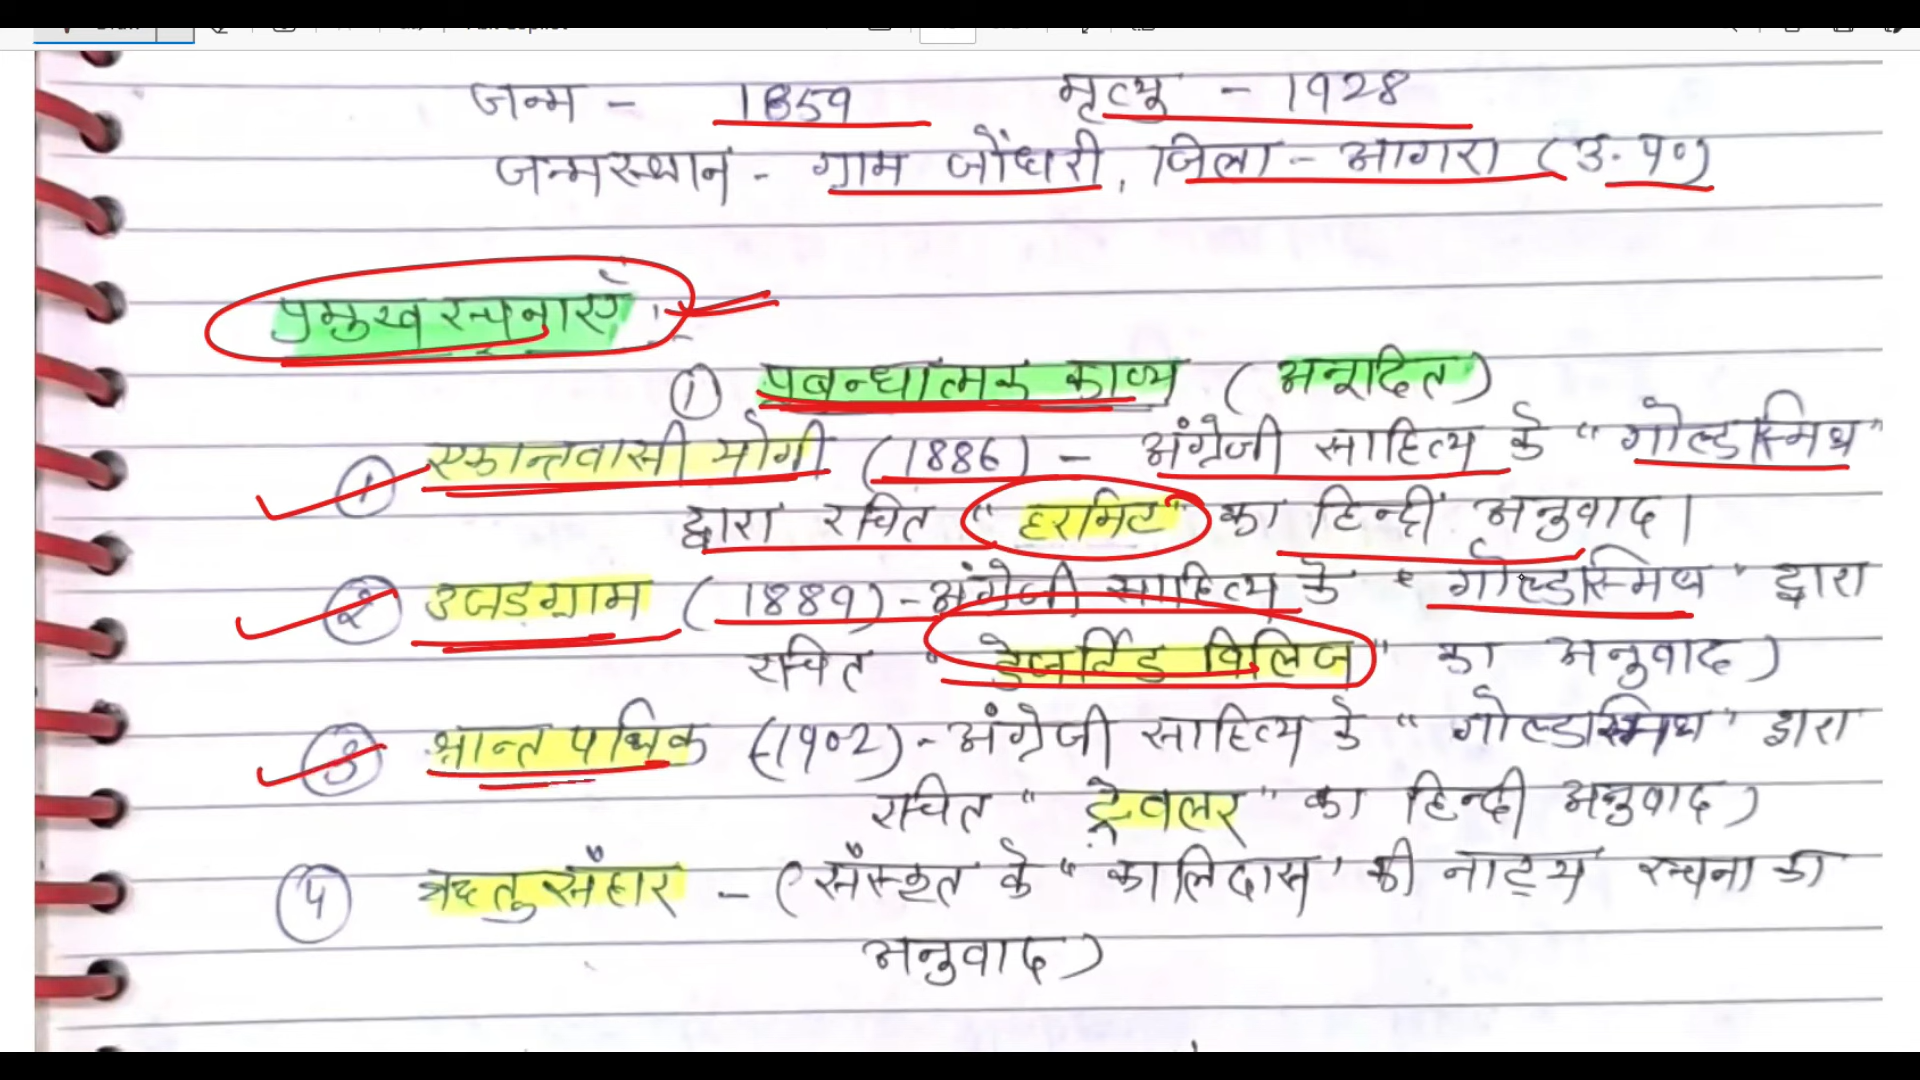 जन्म - 1859 मृत्यु - 1928
जन्मस्थान - ग्राम जोंधरी, जिला - आगरा (उ. प्र०)
प्रमुख रचनाएँ :-
① प्रबन्धात्मक काव्य (अनूदित)
① एकान्तवासी योगी (1886) - अंग्रेजी साहित्य के "गोल्डस्मिथ"
द्वारा रचित "हरमिट" का हिन्दी अनुवाद।
② उजड़ग्राम (1889) - अंग्रेजी साहित्य के "गोल्डस्मिथ" द्वारा
रचित "डेजर्टिड विलिज" का अनुवाद)
③ श्रान्त पथिक (1902) - अंग्रेजी साहित्य के "गोल्डस्मिथ" द्वारा
रचित "ट्रेवलर" का हिन्दी अनुवाद)
④ ऋतुसँहार - (सँस्कृत के "कालिदास" की नाट्य रचना का
अनुवाद)